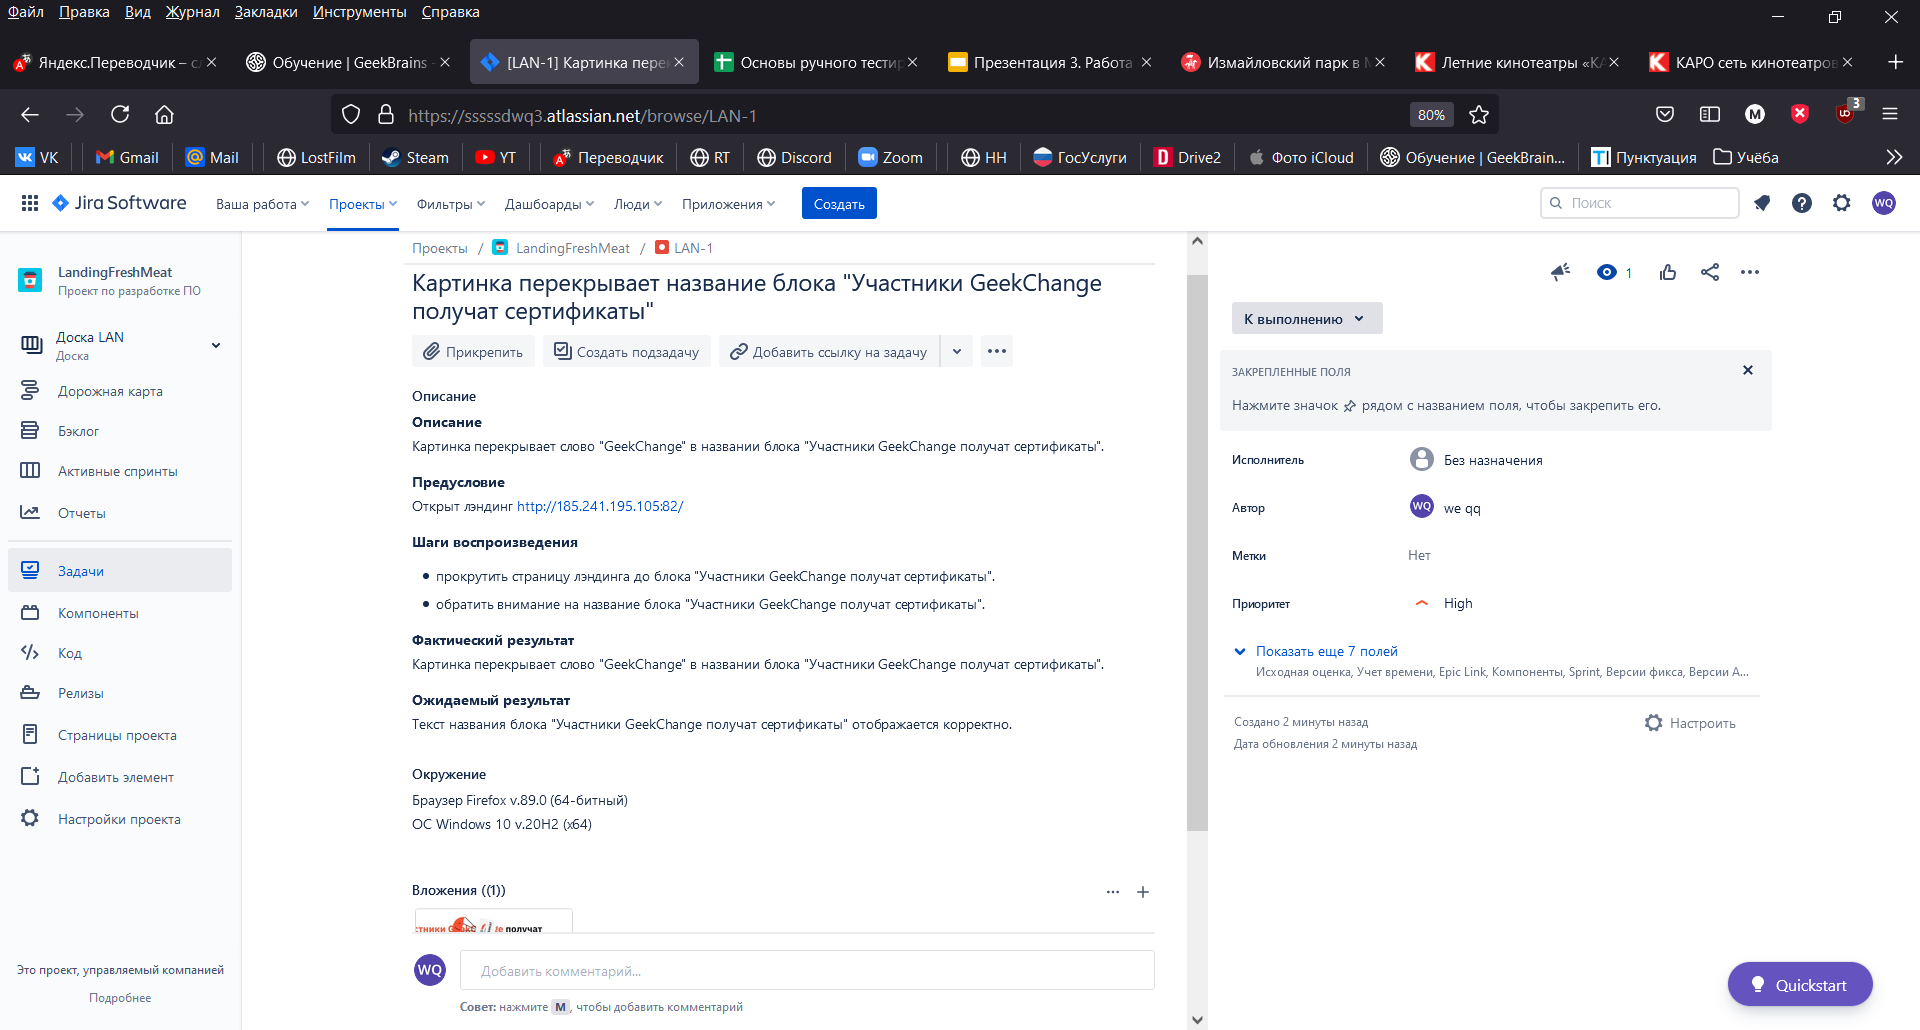 Файл Правка Вид Журнал Закладки Инструменты Справка
Яндекс.Переводчик – сл
Обучение | GeekBrains -
[LAN-1] Картинка перек
Основы ручного тестир
Презентация 3. Работа
Измайловский парк в М
Летние кинотеатры «КА
КАРО сеть кинотеатров
https://sssssdwq3.atlassian.net/browse/LAN-1
80%
3
VK Gmail Mail LostFilm Steam YT Переводчик RT Discord Zoom HH ГосУслуги Drive2 Фото iCloud Обучение | GeekBrain... Пунктуация Учёба
Jira Software Ваша работа Проекты Фильтры Дашбоарды Люди Приложения Создать Поиск WQ
LandingFreshMeat
Проект по разработке ПО
Доска LAN
Доска
Дорожная карта
Бэклог
Активные спринты
Отчеты
Задачи
Компоненты
Код
Релизы
Страницы проекта
Добавить элемент
Настройки проекта
Это проект, управляемый компанией
Подробнее
Проекты / LandingFreshMeat / LAN-1
Картинка перекрывает название блока "Участники GeekChange
получат сертификаты"
Прикрепить Создать подзадачу Добавить ссылку на задачу
Описание
Описание
Картинка перекрывает слово "GeekChange" в названии блока "Участники GeekChange получат сертификаты".
Предусловие
Открыт лэндинг http://185.241.195.105:82/
Шаги воспроизведения
• прокрутить страницу лэндинга до блока "Участники GeekChange получат сертификаты".
• обратить внимание на название блока "Участники GeekChange получат сертификаты".
Фактический результат
Картинка перекрывает слово "GeekChange" в названии блока "Участники GeekChange получат сертификаты".
Ожидаемый результат
Текст названия блока "Участники GeekChange получат сертификаты" отображается корректно.
Окружение
Браузер Firefox v.89.0 (64-битный)
ОС Windows 10 v.20H2 (x64)
Вложения ((1))
стники получат
WQ Добавить комментарий...
Совет: нажмите M, чтобы добавить комментарий
1
К выполнению
ЗАКРЕПЛЕННЫЕ ПОЛЯ
Нажмите значок рядом с названием поля, чтобы закрепить его.
Исполнитель Без назначения
Автор WQ we qq
Метки Нет
Приоритет High
Показать еще 7 полей
Исходная оценка, Учет времени, Epic Link, Компоненты, Sprint, Версии фикса, Версии A...
Создано 2 минуты назад Настроить
Дата обновления 2 минуты назад
Quickstart